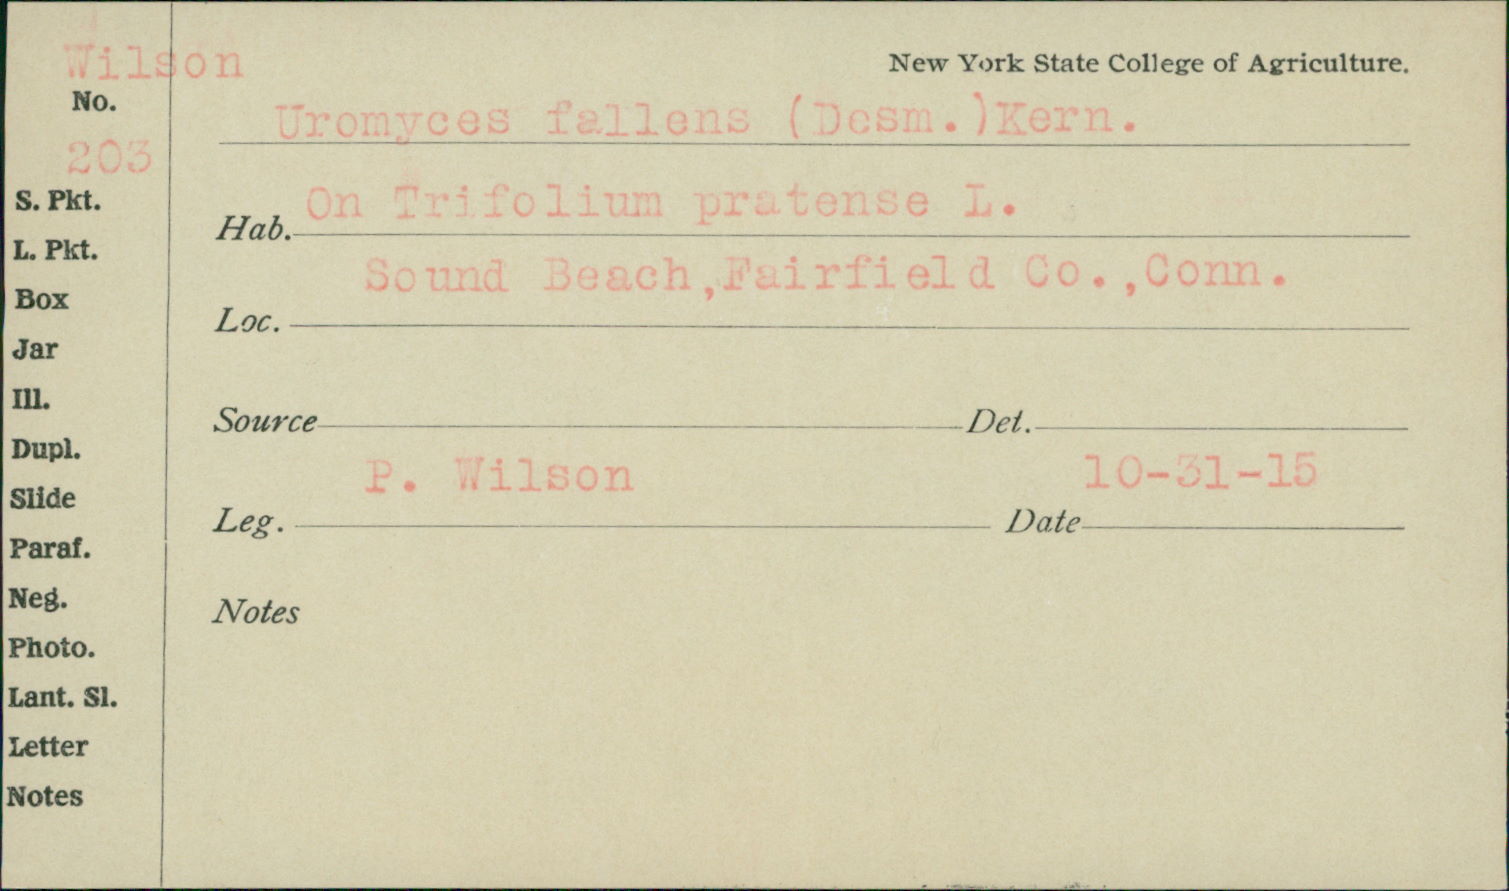 Wilson
New York State College of Agriculture.
No.
Uromyces fallens (Desm.)Kern.
203
S. Pkt.
On Trifolium pratense L.
Hab.
L. Pkt.
Sound Beach,Fairfield Co.,Conn.
Box
Loc.
Jar
Ill.
Source Det.
Dupl.
P. Wilson 10-31-15
Slide
Leg. Date
Paraf.
Neg.
Notes
Photo.
Lant. Sl.
Letter
Notes